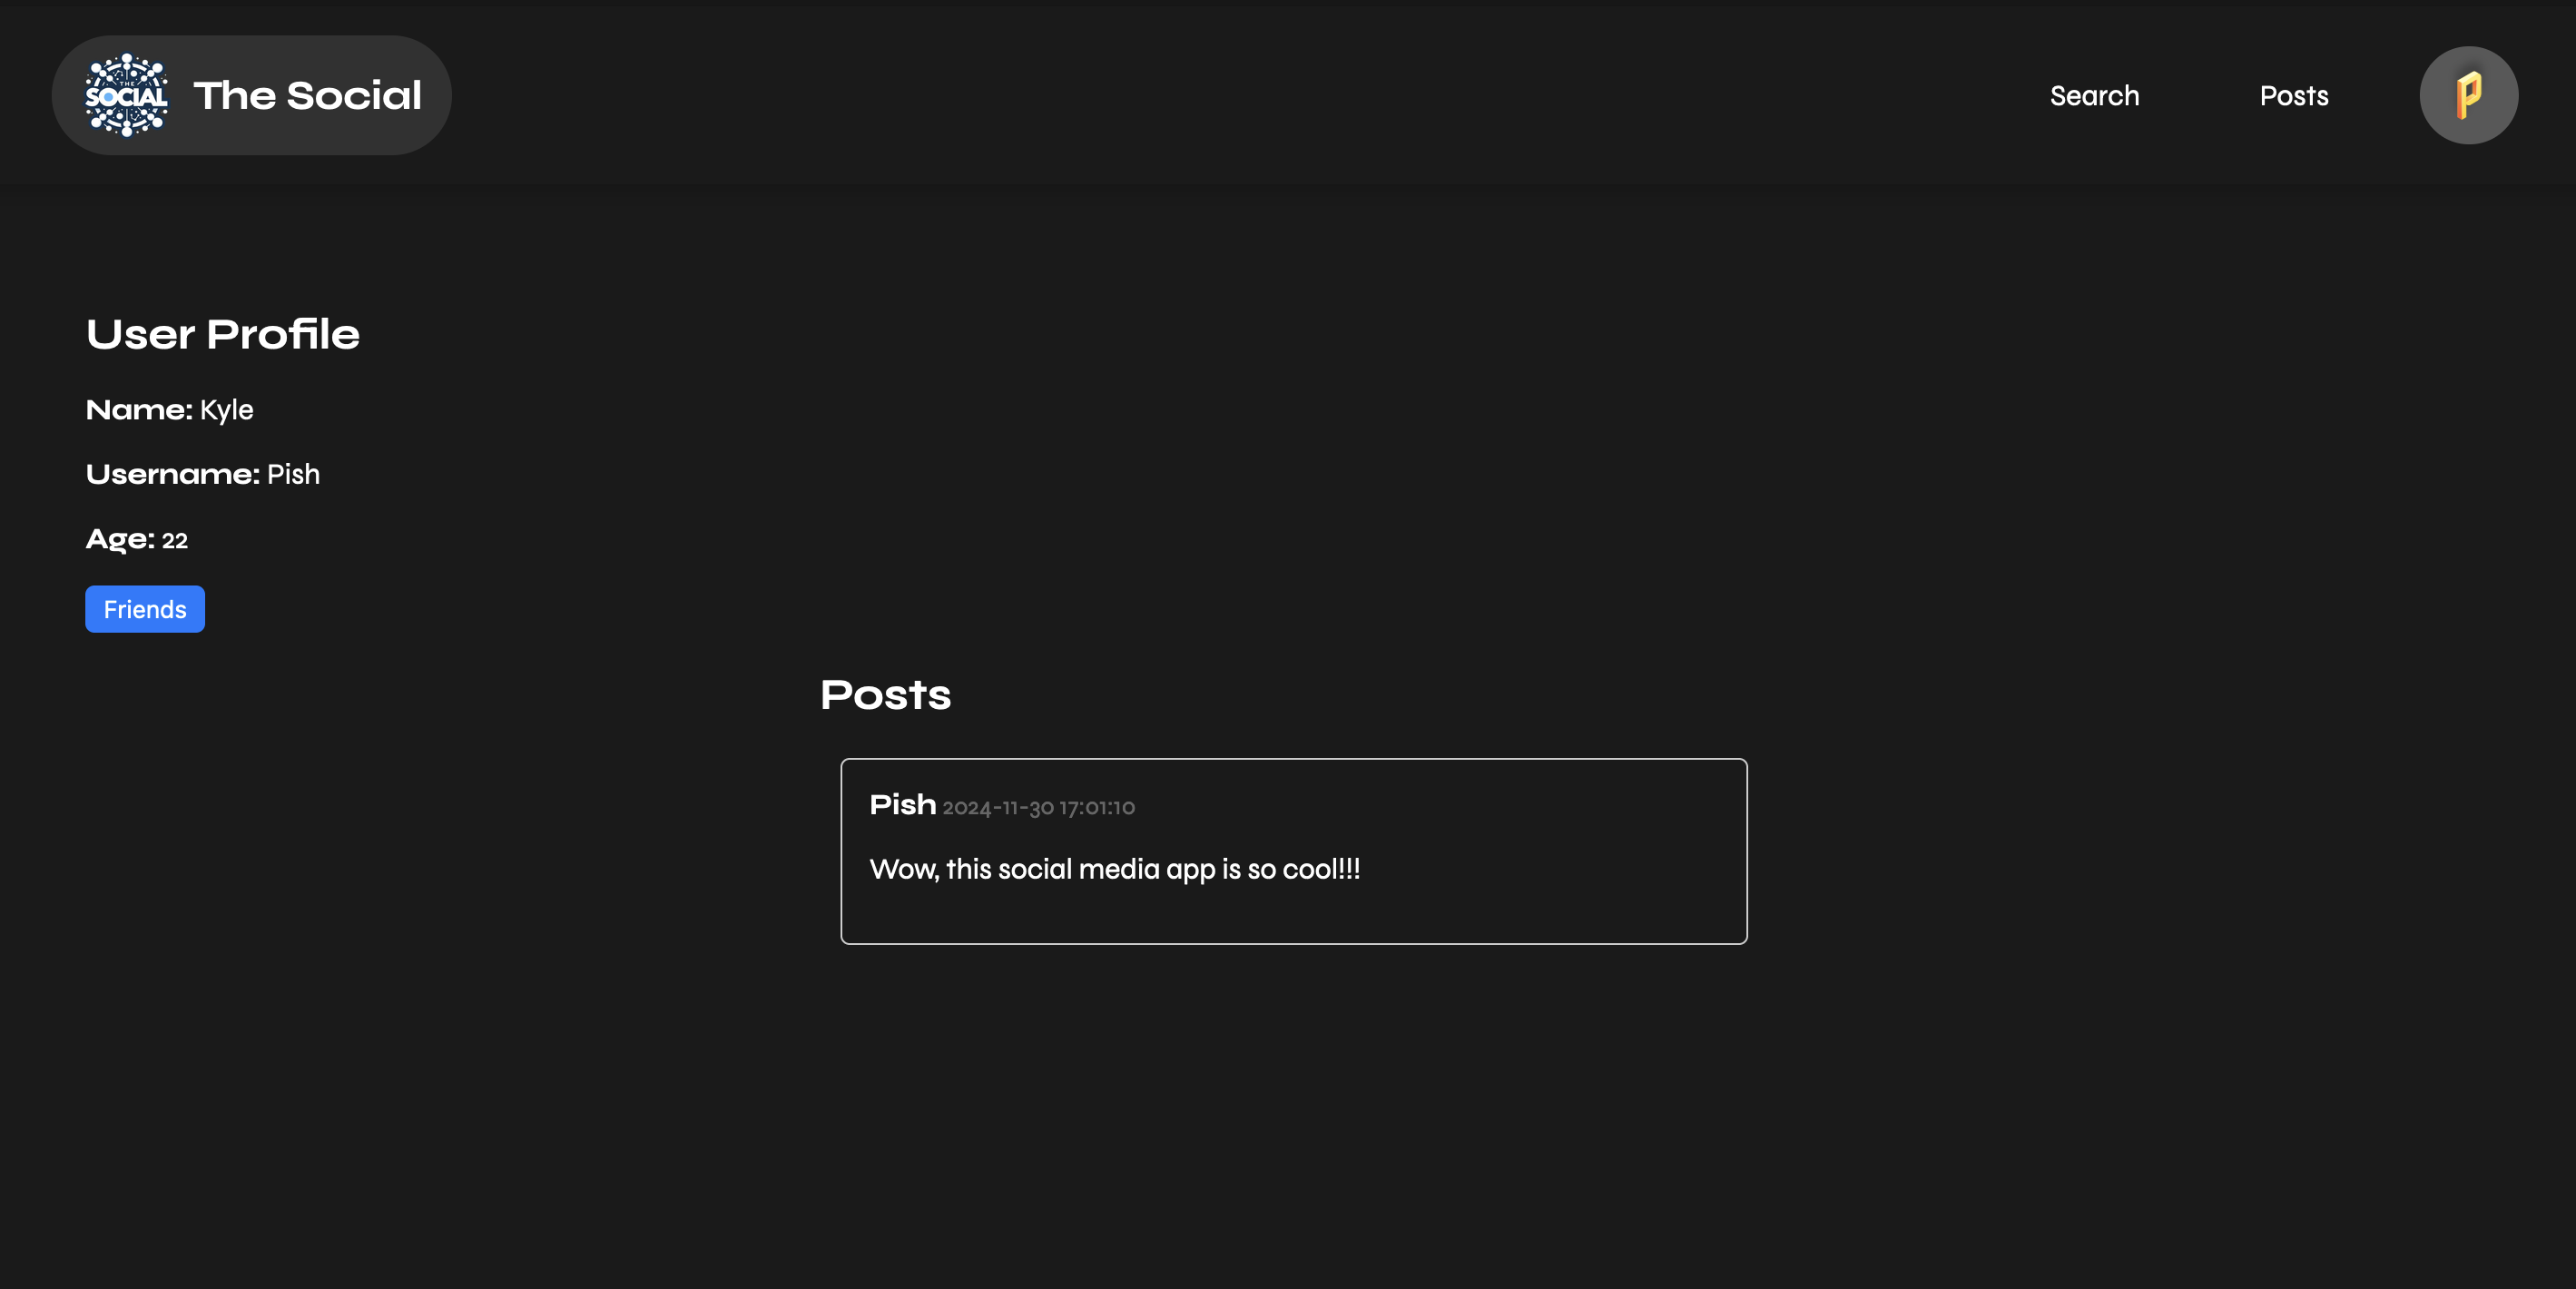 THE
SOCIAL
The Social
Search
Posts
P
User Profile
Name: Kyle
Username: Pish
Age: 22
Friends
Posts
Pish 2024-11-30 17:01:10
Wow, this social media app is so cool!!!